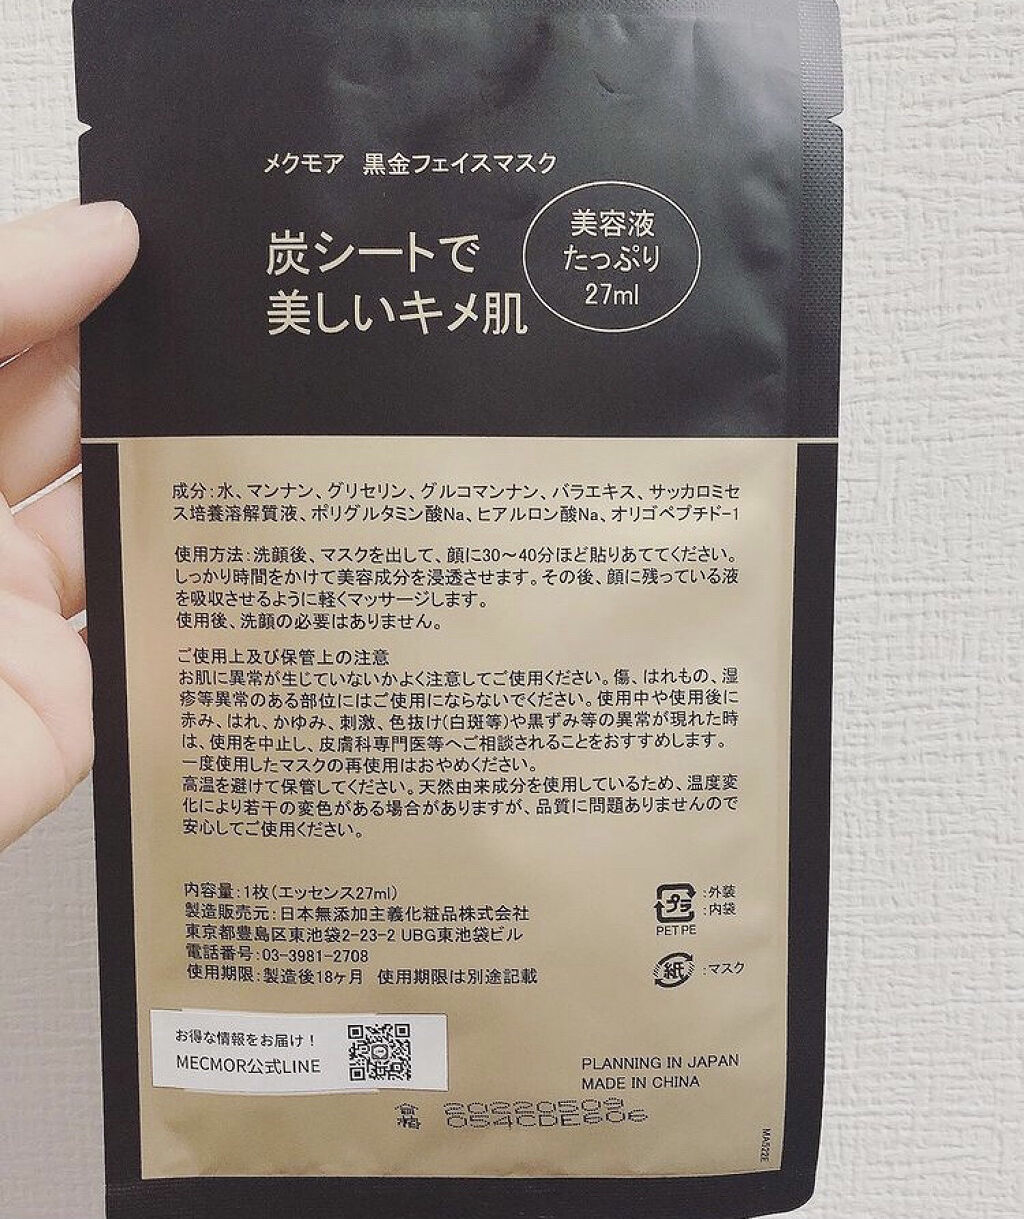 メクモア 黒金フェイスマスク
炭シートで
美しいキメ肌
美容液
たっぷり
27ml
成分：水、マンナン、グリセリン、グルコマンナン、バラエキス、サッカロミセ
ス培養溶解質液、ポリグルタミン酸Na、ヒアルロン酸Na、オリゴペプチド-1
使用方法：洗顔後、マスクを出して、顔に30〜40分ほど貼りあててください。
しっかり時間をかけて美容成分を浸透させます。その後、顔に残っている液
を吸収させるように軽くマッサージします。
使用後、洗顔の必要はありません。
ご使用上及び保管上の注意
お肌に異常が生じていないかよく注意してご使用ください。傷、はれもの、湿
疹等異常のある部位にはご使用にならないでください。使用中や使用後に
赤み、はれ、かゆみ、刺激、色抜け(白斑等)や黒ずみ等の異常が現れた時
は、使用を中止し、皮膚科専門医等へご相談されることをおすすめします。
一度使用したマスクの再使用はおやめください。
高温を避けて保管してください。天然由来成分を使用しているため、温度変
化により若干の変色がある場合がありますが、品質に問題ありませんので
安心してご使用ください。
内容量：1枚（エッセンス27ml）
製造販売元：日本無添加主義化粧品株式会社
東京都豊島区東池袋2-23-2 UBG東池袋ビル
電話番号：03-3981-2708
使用期限：製造後18ヶ月 使用期限は別途記載
プラ
：外装
：内袋
PET PE
紙
：マスク
お得な情報をお届け！
MECMOR公式LINE
PLANNING IN JAPAN
MADE IN CHINA
20220509
054CDE606
MA522E